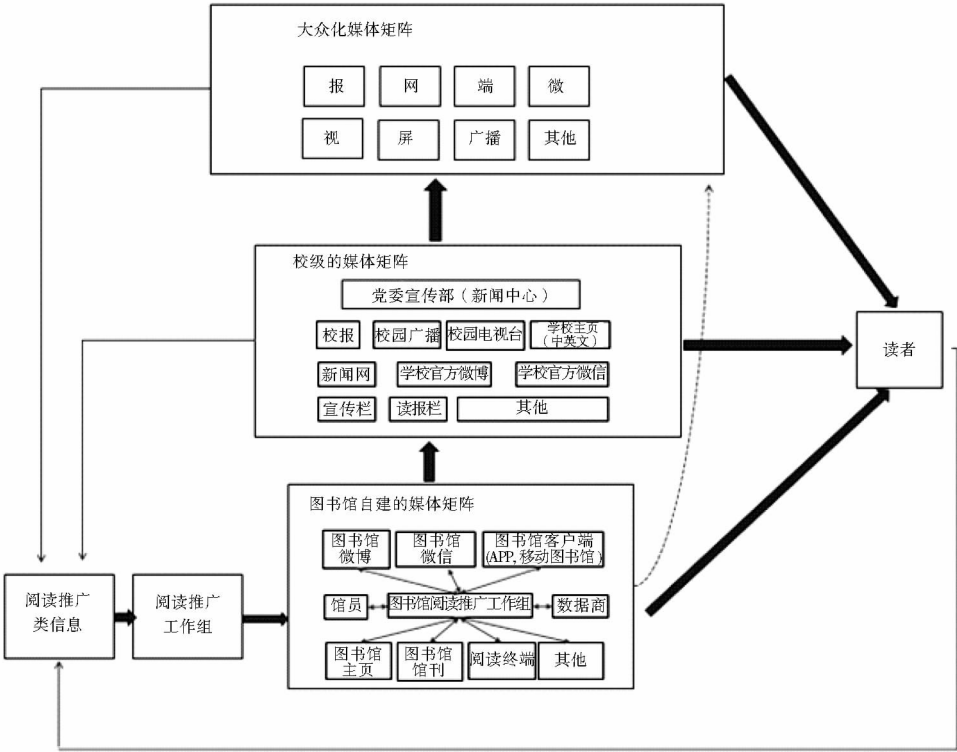 大众化媒体矩阵
报 网 端 微
视 屏 广播 其他
校级的媒体矩阵
党委宣传部(新闻中心)
校报 校园广播 校园电视台 学校主页
(中英文)
新闻网 学校官方微博 学校官方微信
宣传栏 读报栏 其他
读者
图书馆自建的媒体矩阵
图书馆 图书馆 图书馆客户端
微博 微信 (APP,移动图书馆)
馆员 图书馆阅读推广工作组 数据商
图书馆 图书馆 阅读终端 其他
主页 馆刊
阅读推广
类信息
阅读推广
工作组